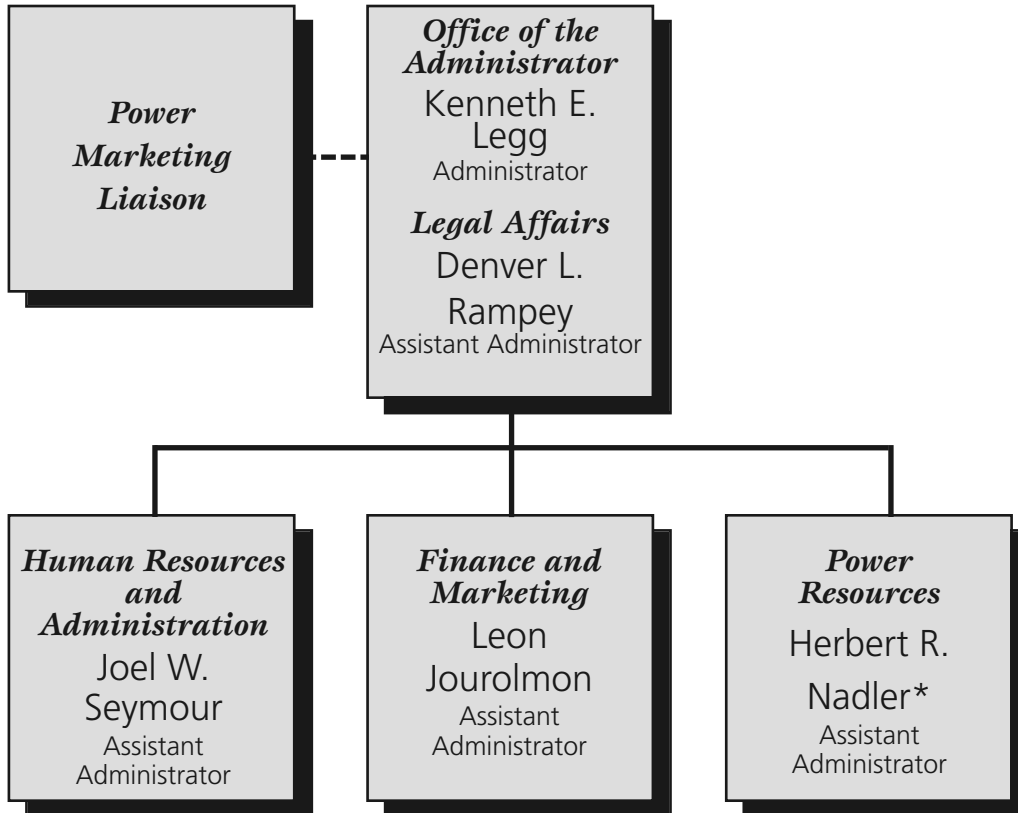 Power
Marketing
Liaison
Office of the
Administrator
Kenneth E.
Legg
Administrator
Legal Affairs
Denver L.
Rampey
Assistant Administrator
Human Resources
and
Administration
Joel W.
Seymour
Assistant
Administrator
Finance and
Marketing
Leon
Jourolmon
Assistant
Administrator
Power
Resources
Herbert R.
Nadler*
Assistant
Administrator